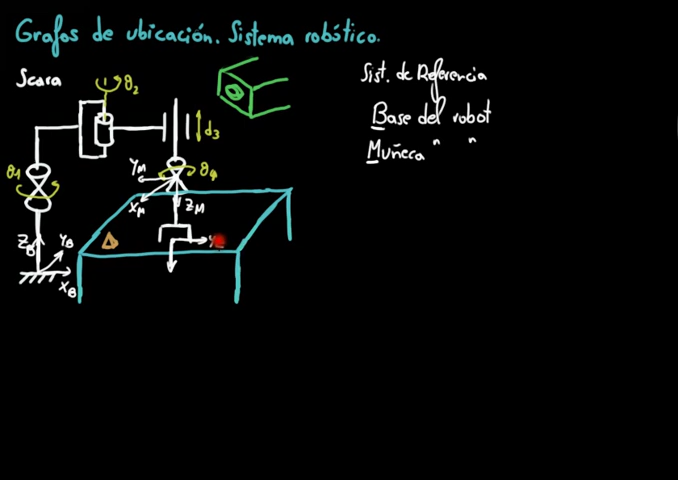 Grafos de ubicación. Sistema robótico.
Scara
θ2
Sist. de Referencia
Base del robot
Muñeca " "
d3
θ1
YM
θ4
XM
ZM
ZB
YB
XB